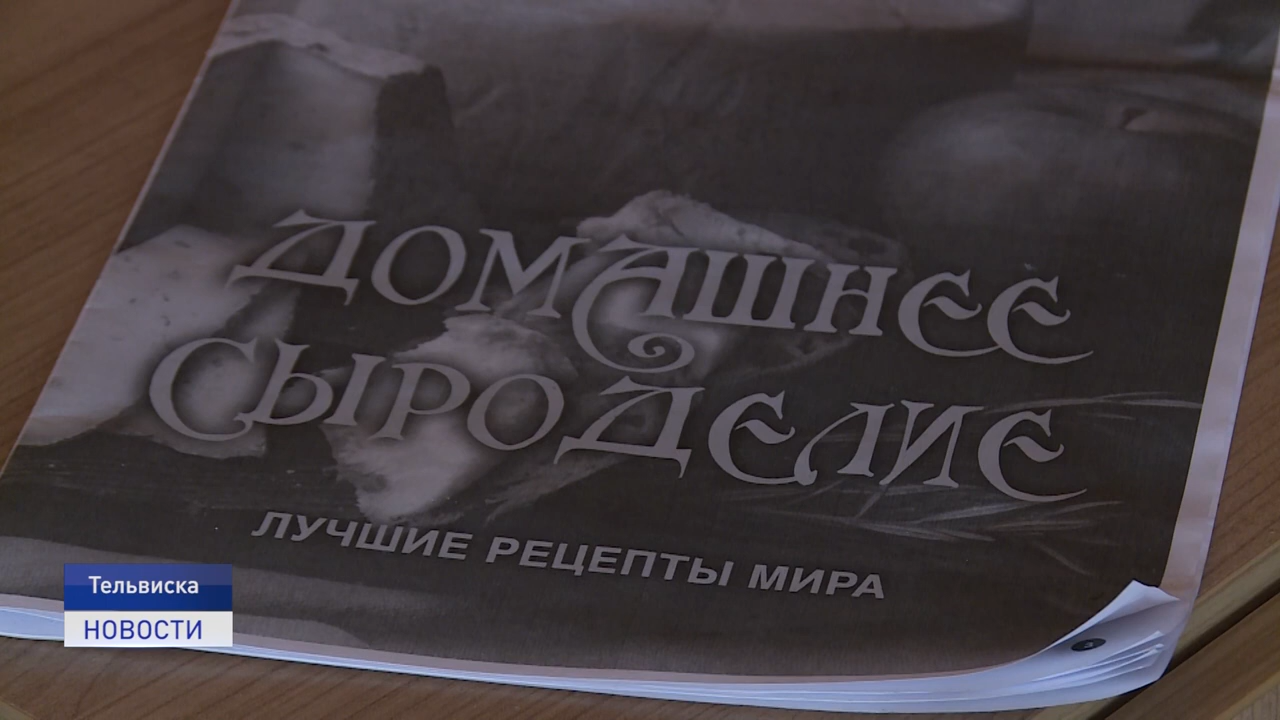 ДОМАШНЕЕ
СЫРОДЕЛИЕ
ЛУЧШИЕ РЕЦЕПТЫ МИРА
Тельвиска
НОВОСТИ